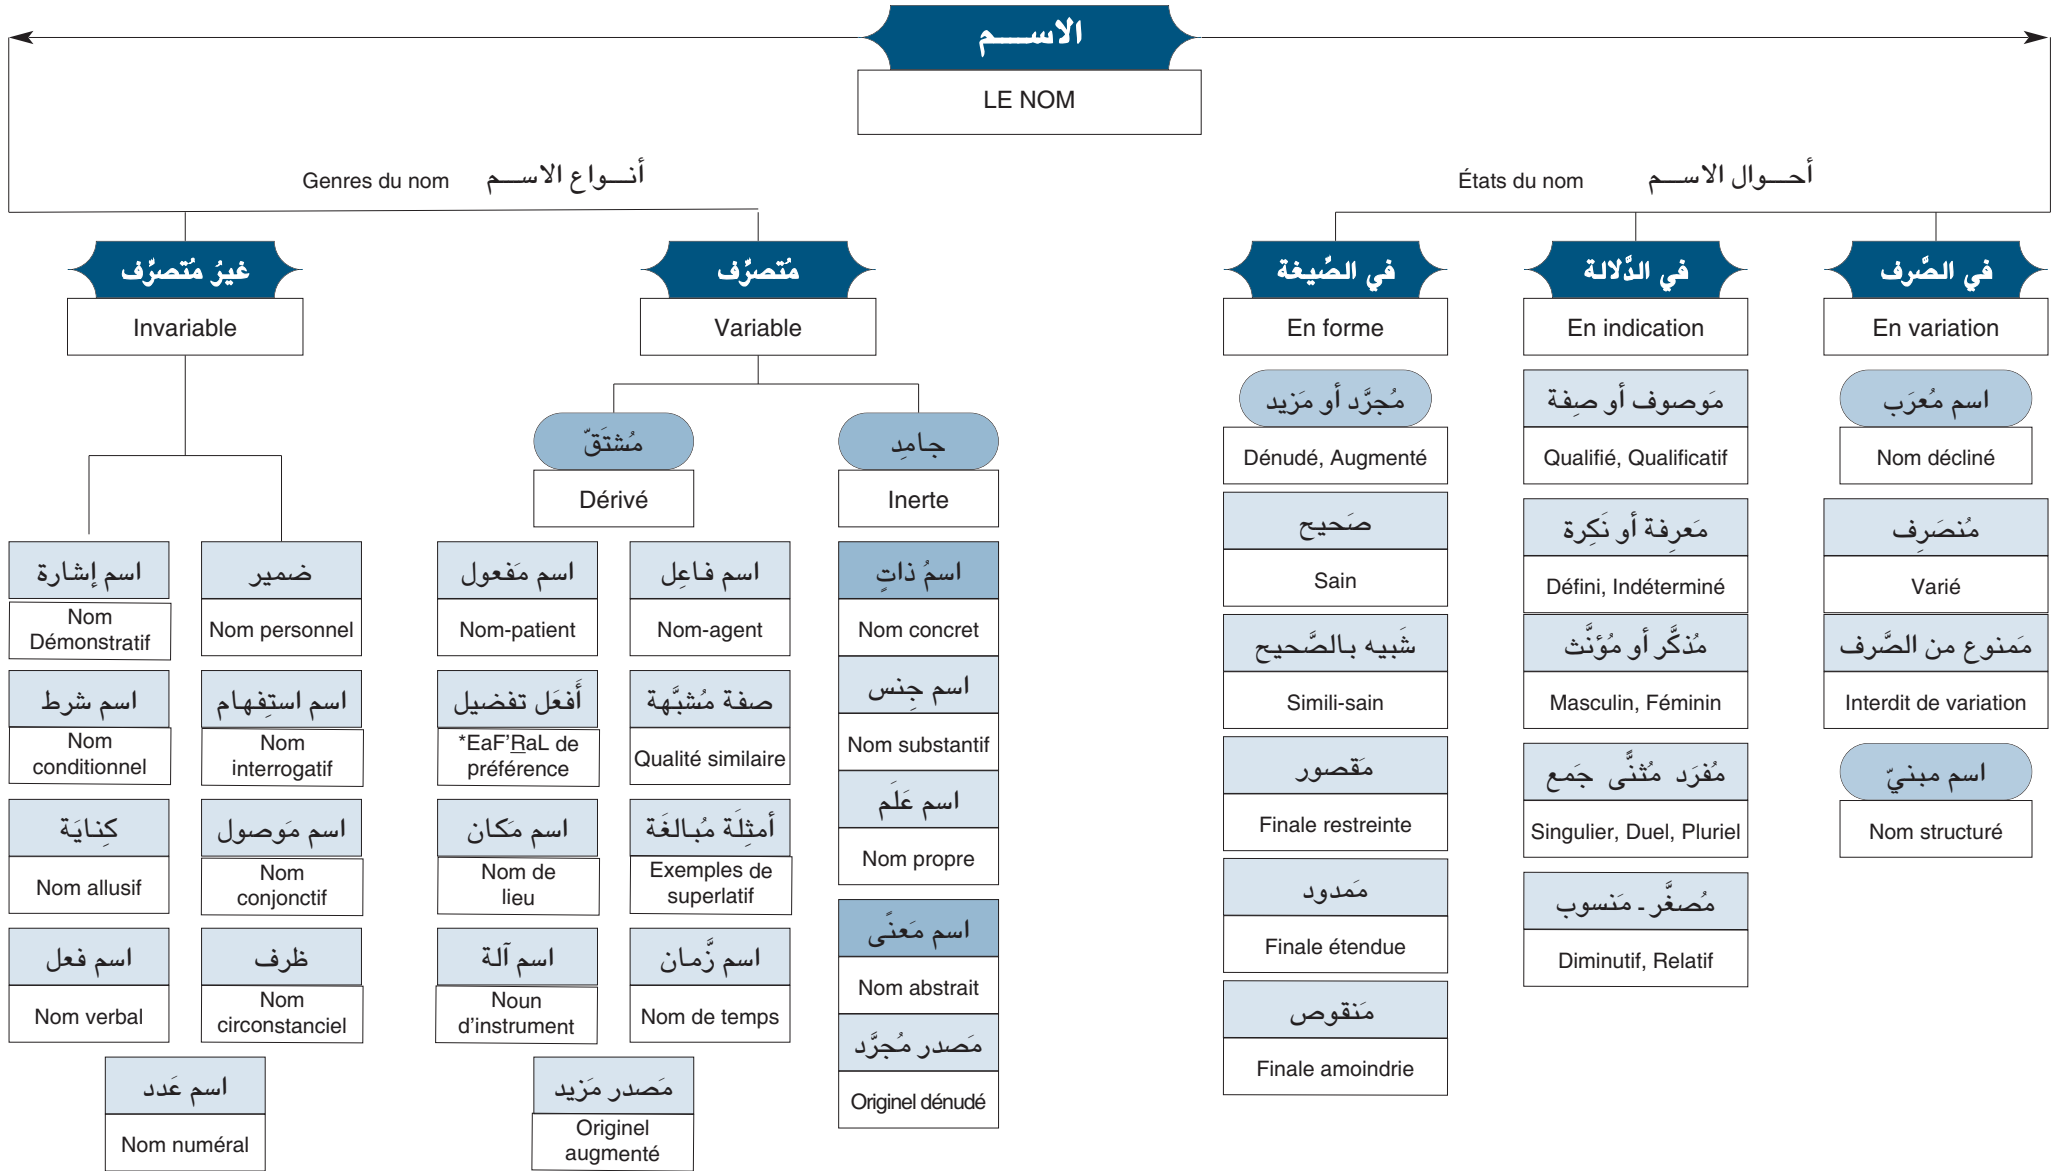 الاســـم
LE NOM
Genres du nom
أنـــواع الاســـم
États du nom
أحـــوال الاســـم
غيرُ مُتصرِّف
Invariable
مُتصرِّف
Variable
في الصِّيغة
En forme
في الدَّلالة
En indication
في الصَّرف
En variation
مُشتَقّ
Dérivé
جامِد
Inerte
اسم إشارة
Nom
Démonstratif
ضمير
Nom personnel
اسم شرط
Nom
conditionnel
اسم استِفهام
Nom
interrogatif
كِنايَة
Nom allusif
اسم مَوصول
Nom
conjonctif
اسم فعل
Nom verbal
ظرف
Nom
circonstanciel
اسم عَدد
Nom numéral
اسم مَفعول
Nom-patient
اسم فاعِل
Nom-agent
أَفعَل تفضيل
*EaF’RaL de
préférence
صفة مُشبَّهة
Qualité similaire
اسم مَكان
Nom de
lieu
أمثِلَة مُبالغَة
Exemples de
superlatif
اسم آلة
Noun
d’instrument
اسم زَّمان
Nom de temps
مَصدر مَزيد
Originel
augmenté
اسمُ ذاتٍ
Nom concret
اسم جِنس
Nom substantif
اسم عَلَم
Nom propre
اسم مَعنًى
Nom abstrait
مَصدر مُجرَّد
Originel dénudé
مُجرَّد أو مَزيد
Dénudé, Augmenté
صَحيح
Sain
شَبيه بالصَّحيح
Simili-sain
مَقصور
Finale restreinte
مَمدود
Finale étendue
مَنقوص
Finale amoindrie
مَوصوف أو صِفة
Qualifié, Qualificatif
مَعرِفة أو نَكِرة
Défini, Indéterminé
مُذكَّر أو مُؤنَّث
Masculin, Féminin
مُفرَد مُثنًّى جَمع
Singulier, Duel, Pluriel
مُصغَّر ـ مَنسوب
Diminutif, Relatif
اسم مُعرَب
Nom décliné
مُنصَرِف
Varié
مَمنوع من الصَّرف
Interdit de variation
اسم مبنيّ
Nom structuré